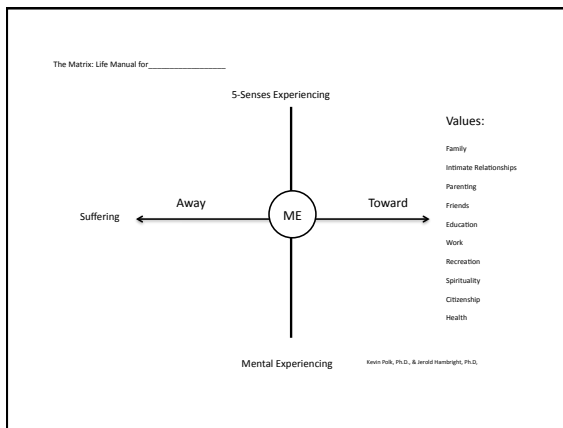 The Matrix: Life Manual for__________________
5-Senses Experiencing
Values:
Family
Intimate Relationships
Parenting
Away
Toward
Friends
Suffering
ME
Education
Work
Recreation
Spirituality
Citizenship
Health
Mental Experiencing
Kevin Polk, Ph.D., & Jerold Hambright, Ph.D,